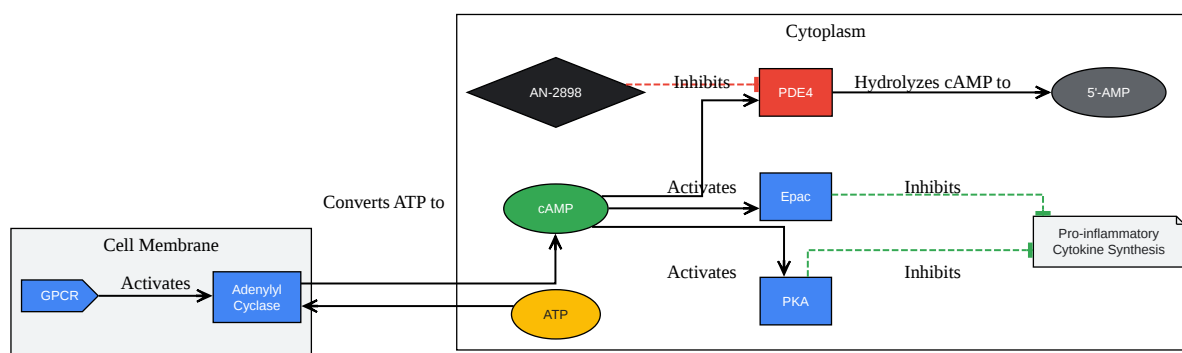 Cytoplasm
AN-2898
Inhibits
PDE4
Hydrolyzes cAMP to
5'-AMP
Converts ATP to
cAMP
Activates
Epac
Inhibits
Pro-inflammatory
Cytokine Synthesis
Cell Membrane
GPCR
Activates
Adenylyl
Cyclase
ATP
Activates
PKA
Inhibits